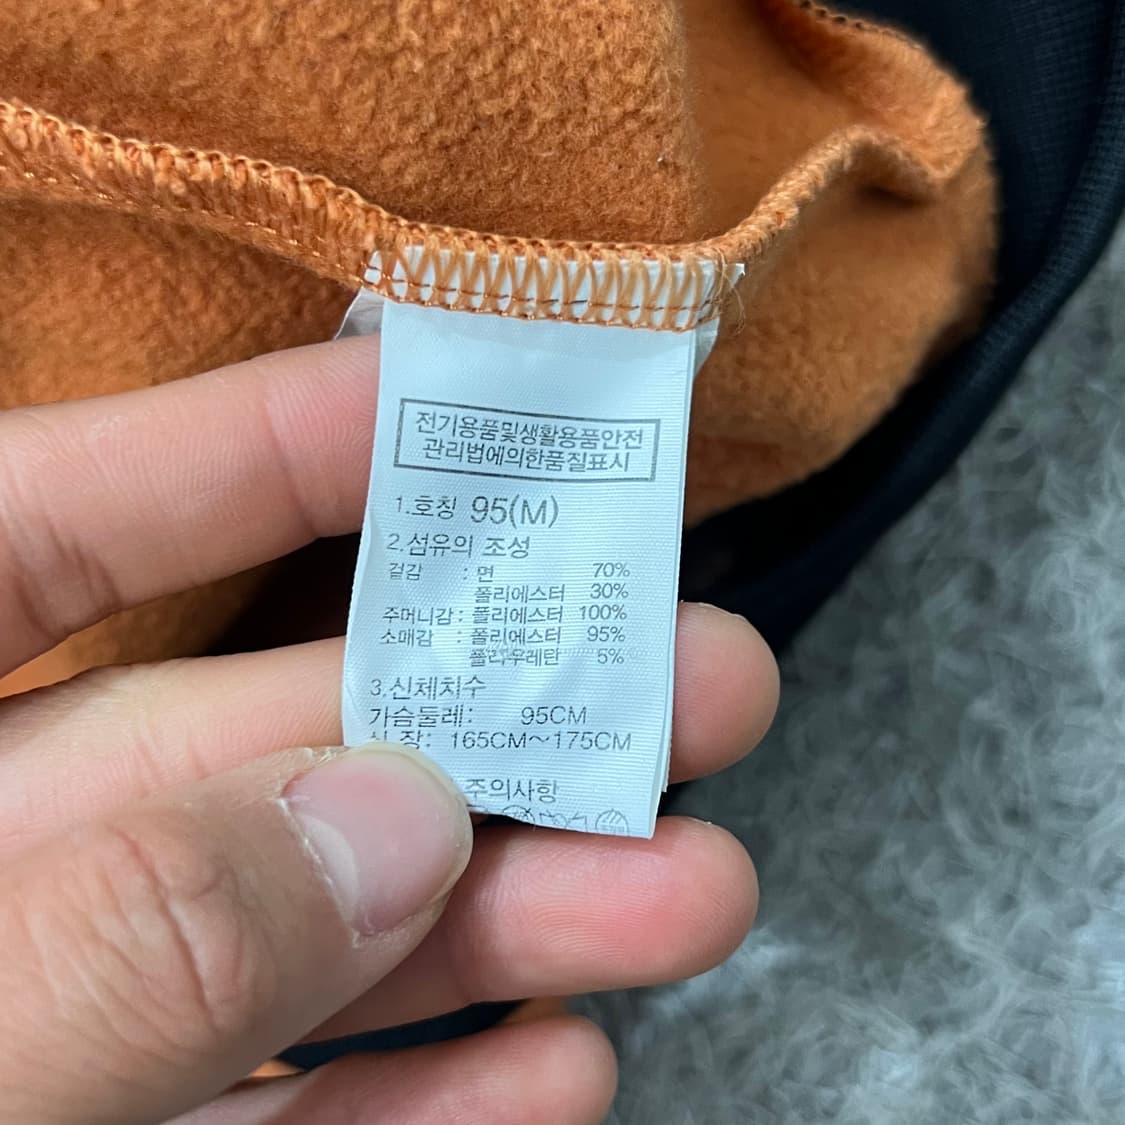 전기용품및생활용품안전
관리법에의한품질표시
1.호칭 95(M)
2.섬유의 조성
겉감 : 면 70%
폴리에스터 30%
주머니감 : 폴리에스터 100%
소매감 : 폴리에스터 95%
폴리우레탄 5%
3.신체치수
가슴둘레: 95CM
장: 165CM~175CM
주의사항